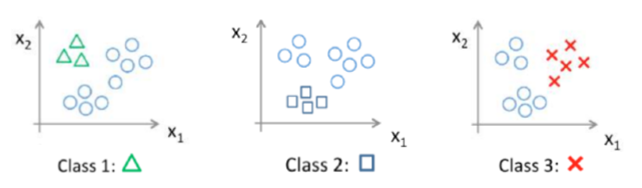 x₂
x₁
Class 1:
x₂
x₁
Class 2:
x₂
x₁
Class 3: